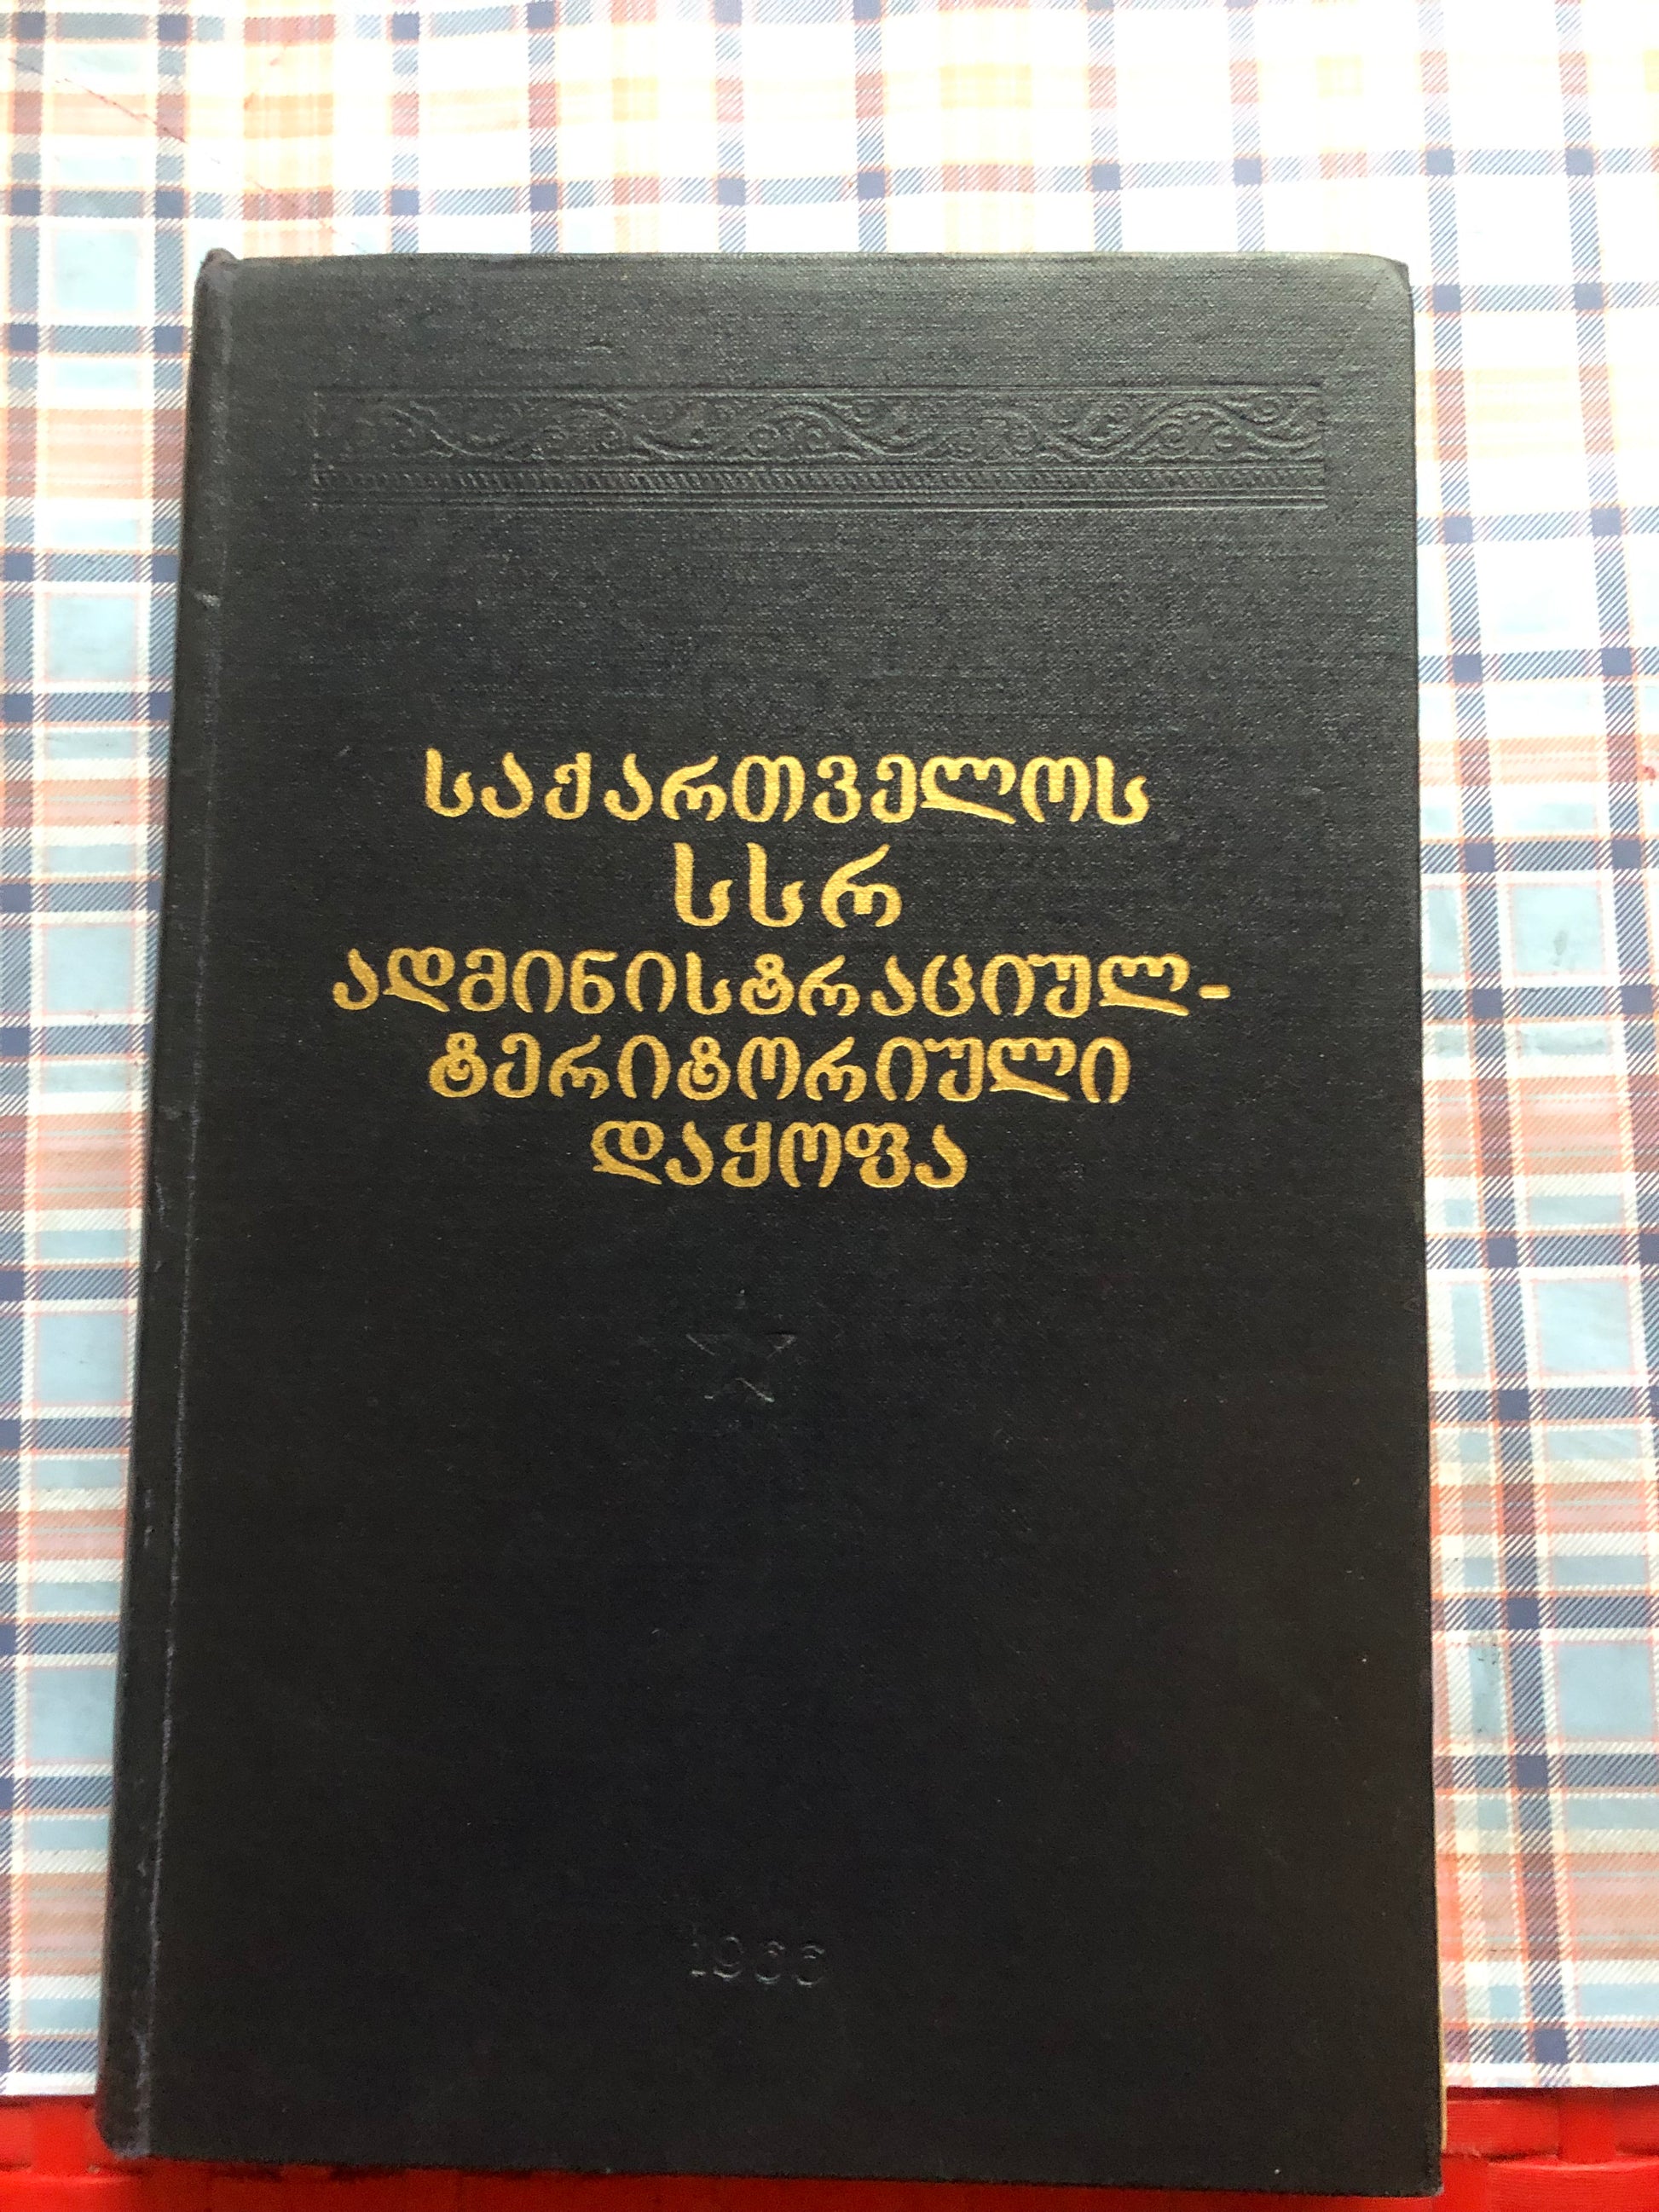 საქართველოს
სსრ
ადმინისტრაციულ-
ტერიტორიული
დაყოფა
1966